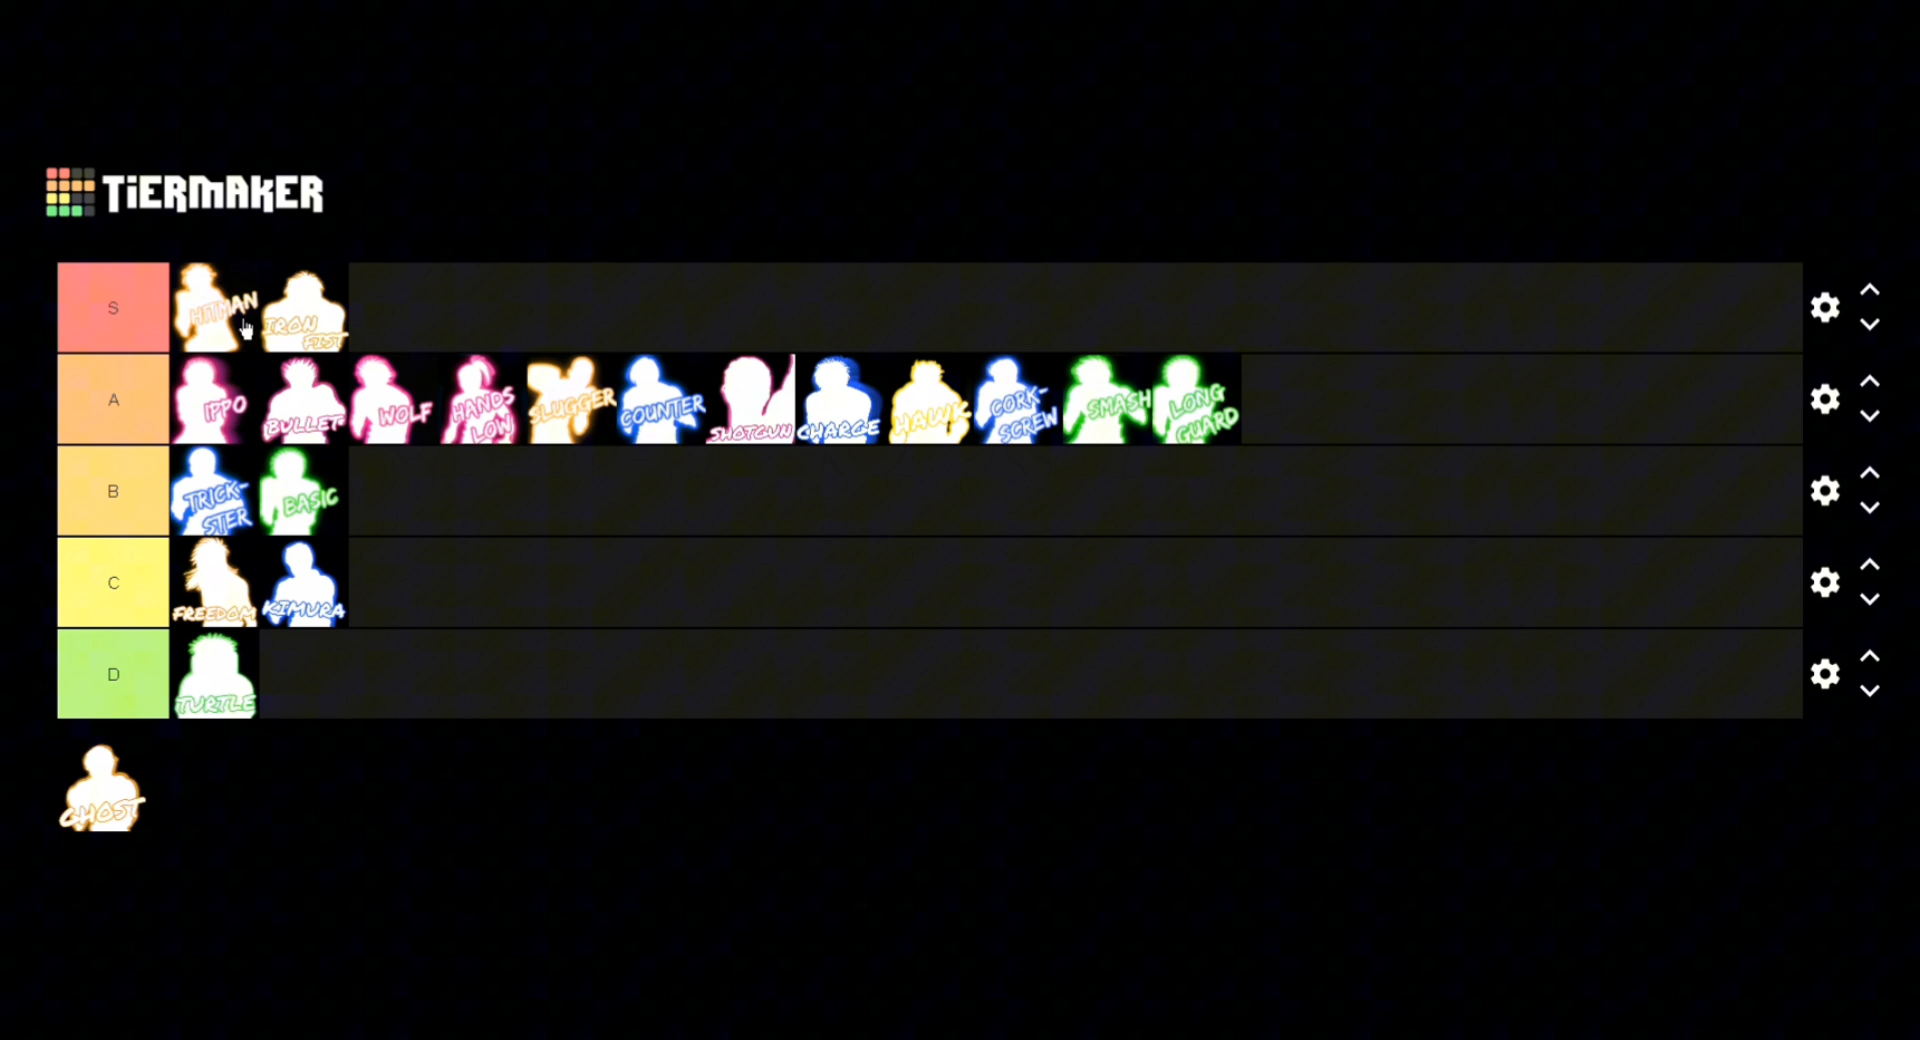 TiERMAKER
S
HITMAN
IRON
FIST
A
IPPO
BULLET
WOLF
HANDS
LOW
SLUGGER
COUNTER
SHOTGUN
CHARGE
HAWK
CORK-
SCREW
SMASH
LONG
GUARD
B
TRICK-
STER
BASIC
C
FREEDOM
KIMURA
D
TURTLE
GHOST